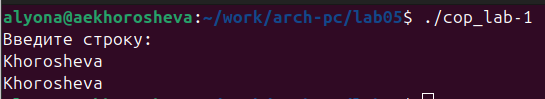 alyona@aekhorosheva:~/work/arch-pc/lab05$ ./cop_lab-1
Введите строку:
Khorosheva
Khorosheva